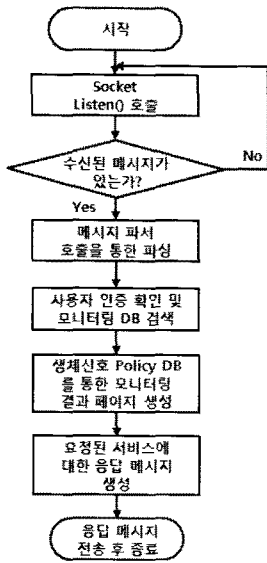 시작
Socket
Listen() 호출
수신된 메시지가
있는가?
No
Yes
메시지 파서
호출을 통한 파싱
사용자 인증 확인 및
모니터링 DB 검색
생체신호 Policy DB
를 통한 모니터링
결과 페이지 생성
요청된 서비스에
대한 응답 메시지
생성
응답 메시지
전송 후 종료